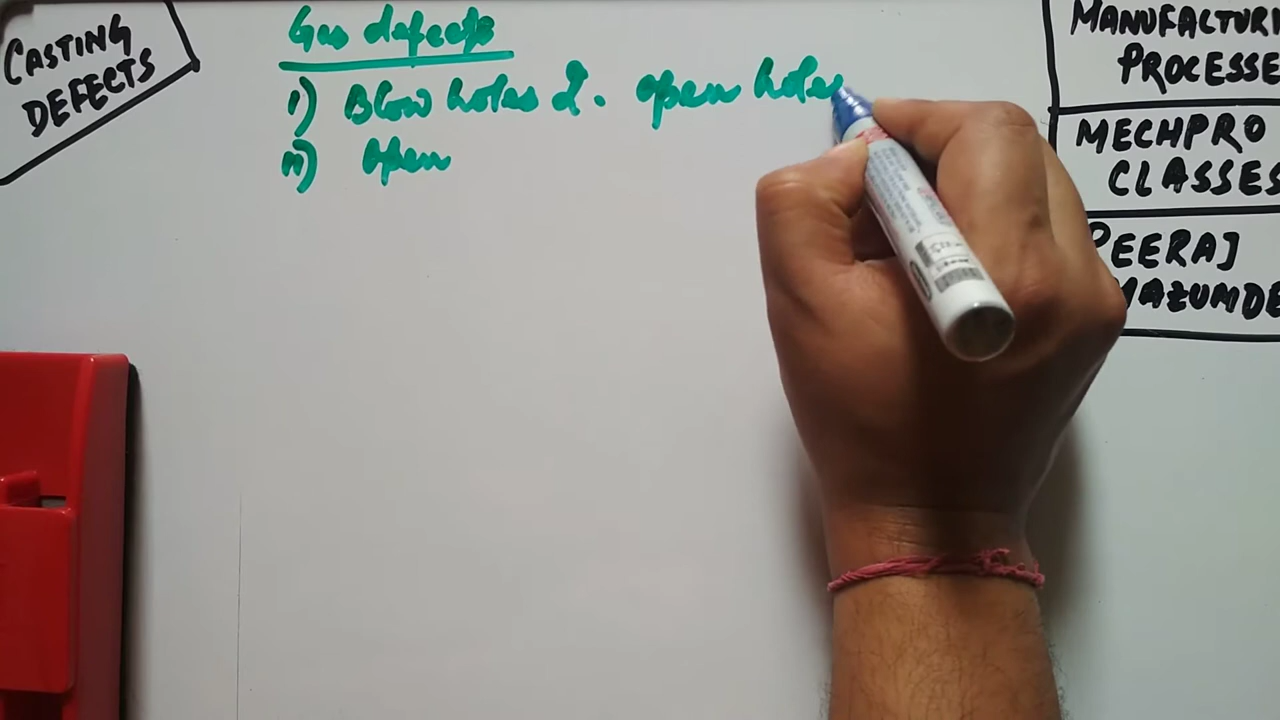 CASTING
DEFECTS
Gas defects
i) Blow holes &. open holes
ii) open
MANUFACTURI
PROCESSE
MECHPRO
CLASSES
PEERAJ
MAZUMDE